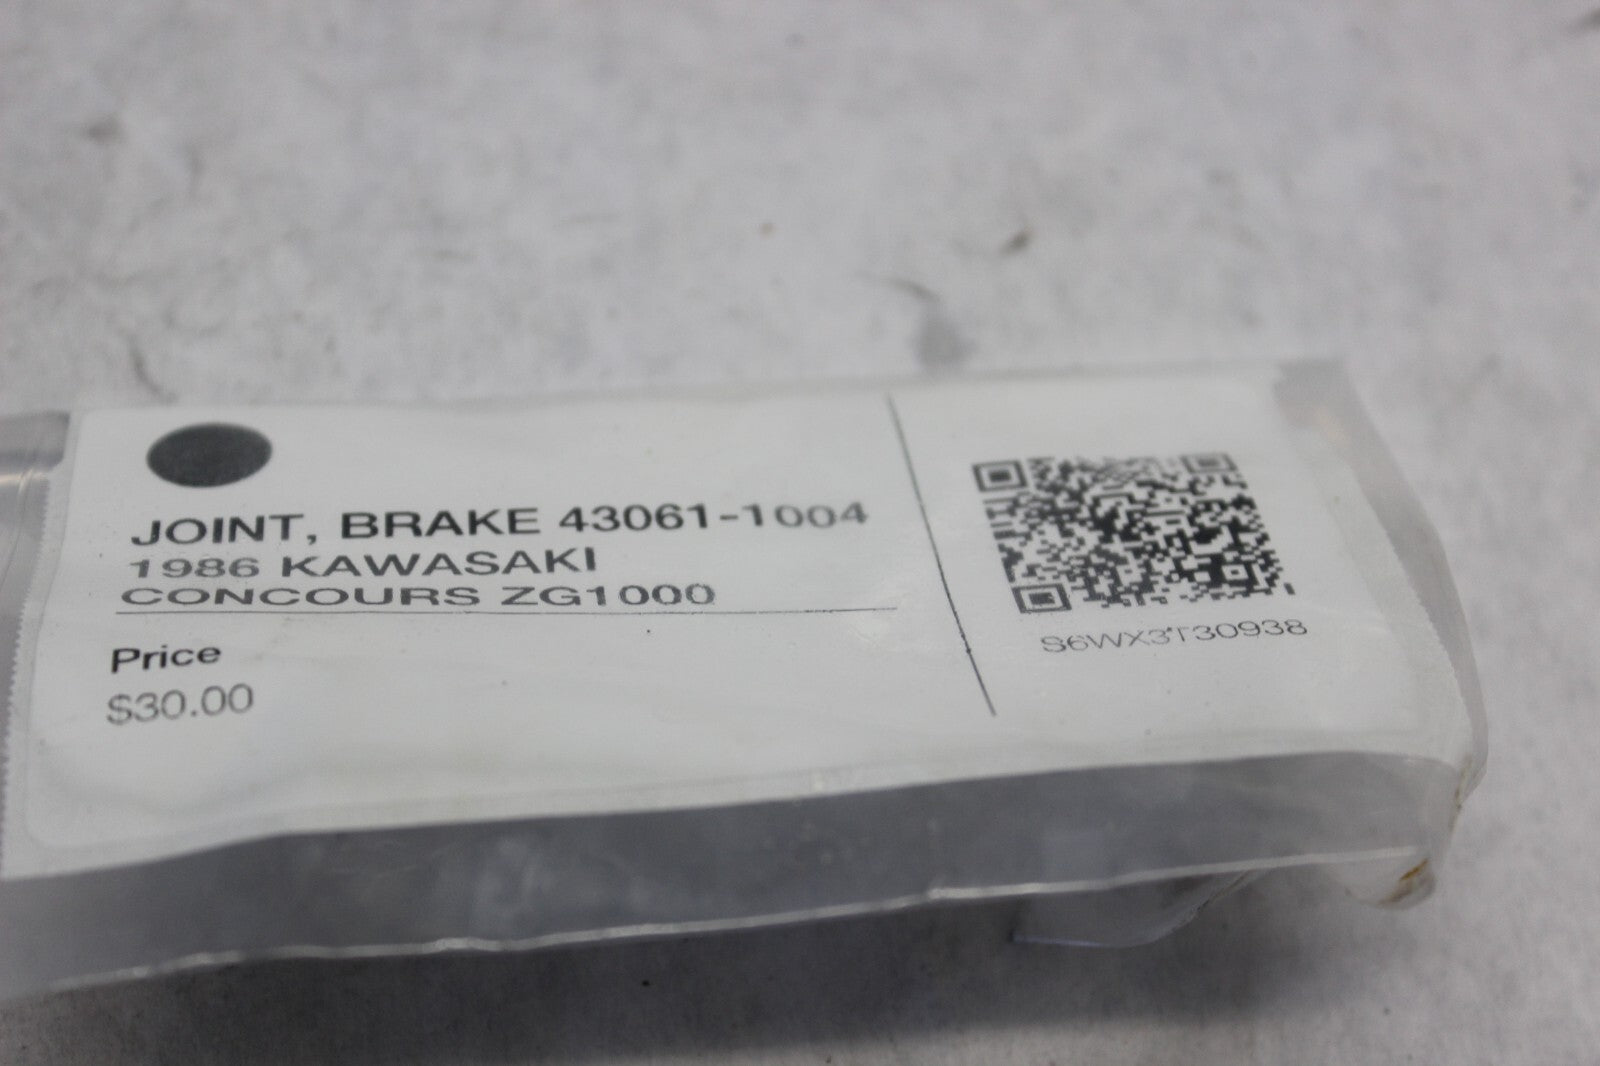 JOINT, BRAKE 43061-1004
1986 KAWASAKI
CONCOURS ZG1000
Price
$30.00
S6WX3T30938